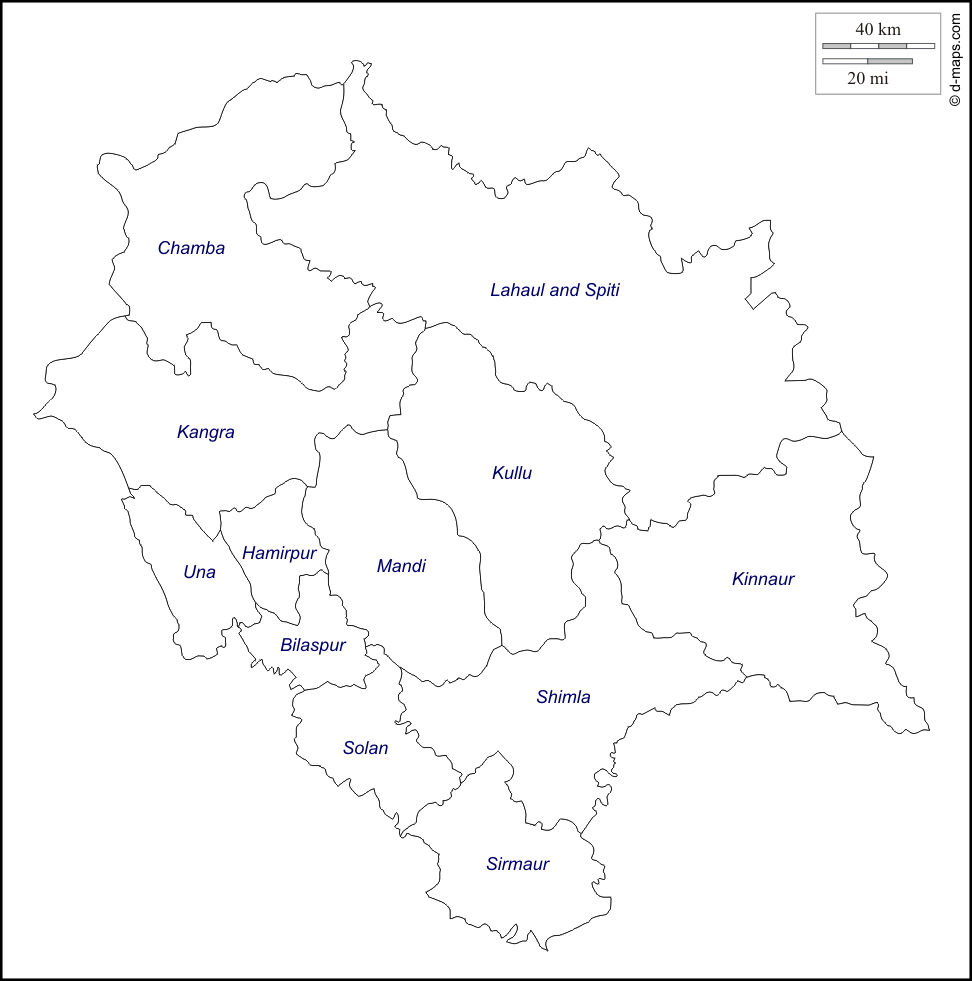 40 km
20 mi
© d-maps.com
Chamba
Lahaul and Spiti
Kangra
Kullu
Hamirpur
Una
Mandi
Kinnaur
Bilaspur
Shimla
Solan
Sirmaur